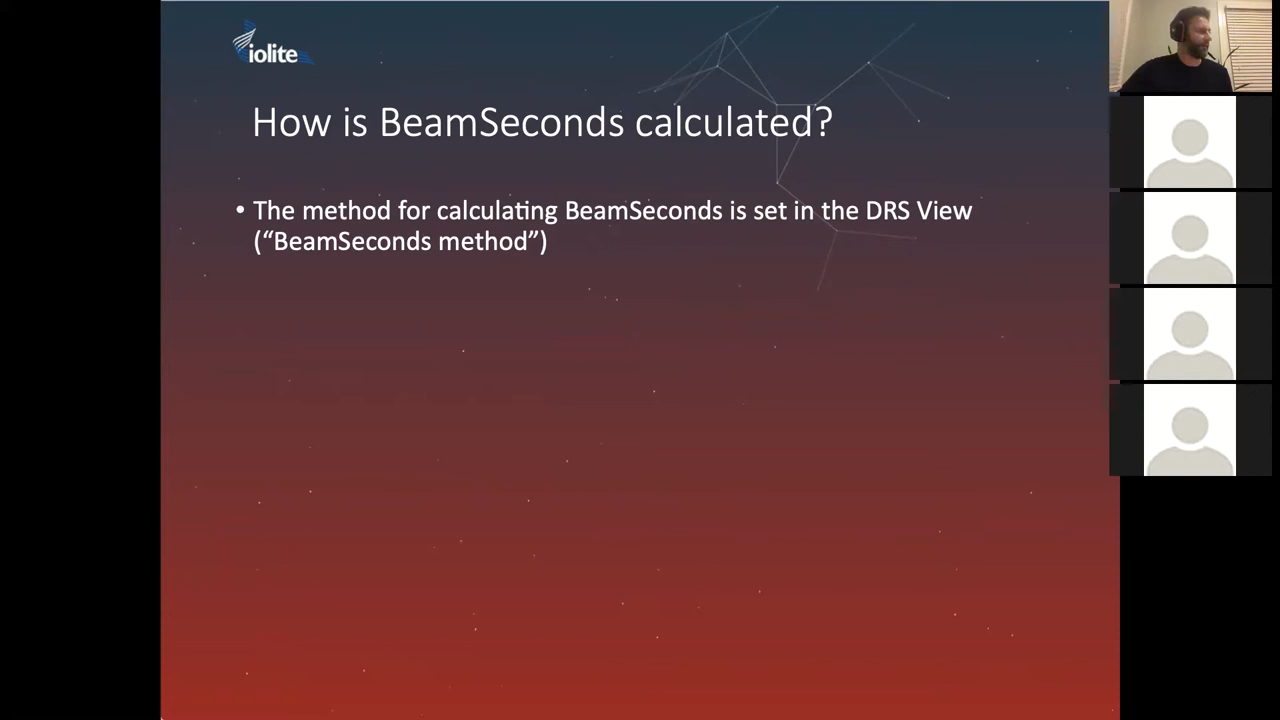 iolite
How is BeamSeconds calculated?
• The method for calculating BeamSeconds is set in the DRS View
(“BeamSeconds method”)